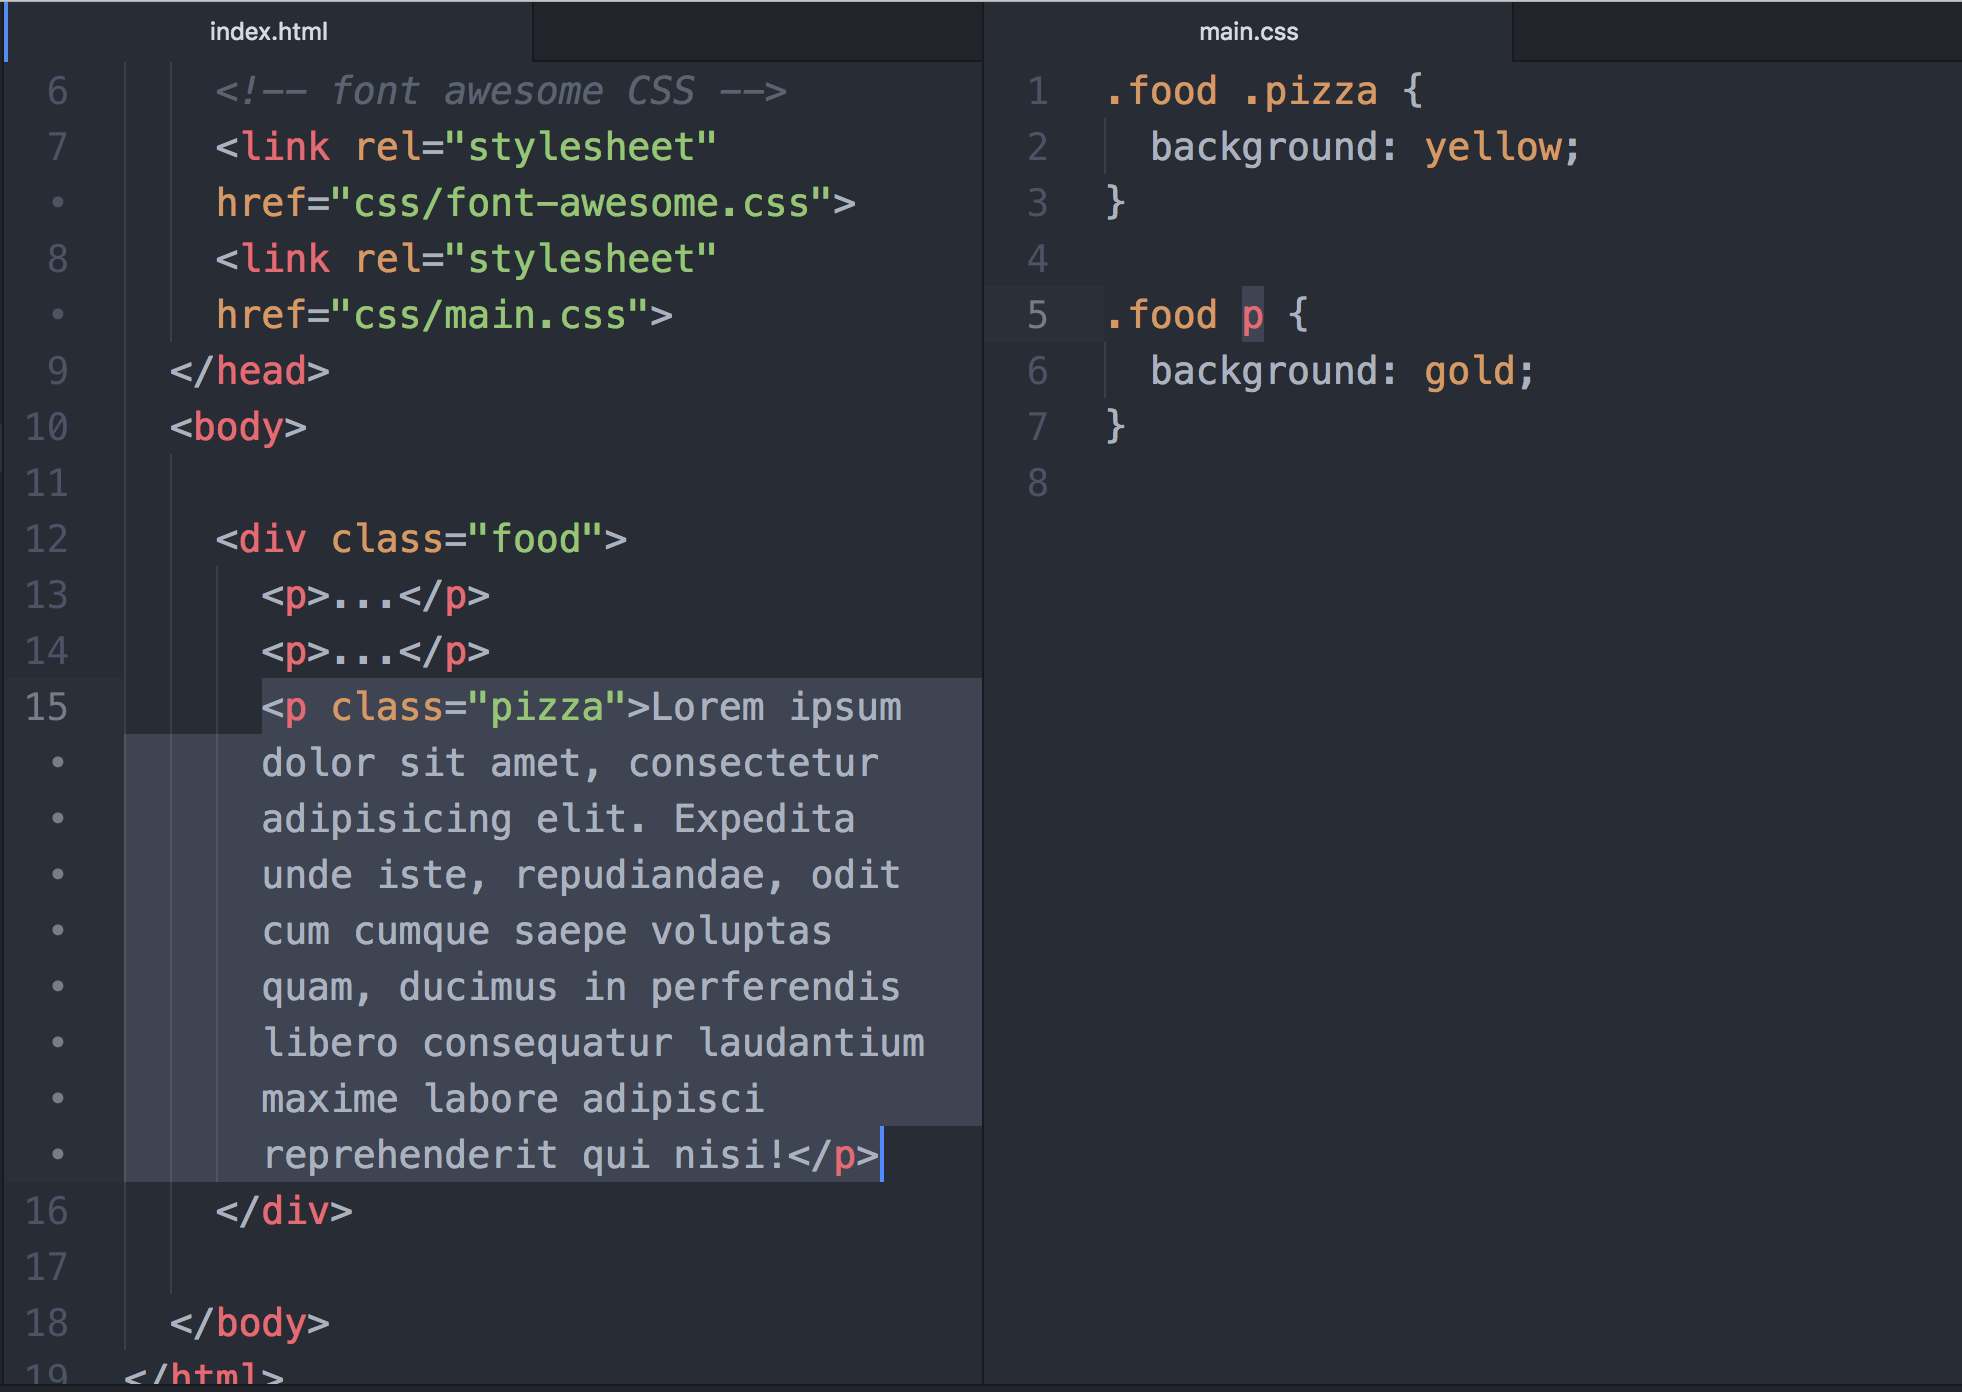 index.html
6 <!-- font awesome CSS -->
7 <link rel="stylesheet"
• href="css/font-awesome.css">
8 <link rel="stylesheet"
• href="css/main.css">
9 </head>
10 <body>
11
12 <div class="food">
13 <p>...</p>
14 <p>...</p>
15 <p class="pizza">Lorem ipsum
• dolor sit amet, consectetur
• adipisicing elit. Expedita
• unde iste, repudiandae, odit
• cum cumque saepe voluptas
• quam, ducimus in perferendis
• libero consequatur laudantium
• maxime labore adipisci
• reprehenderit qui nisi!</p>
16 </div>
17
18 </body>
19 </html>
main.css
1 .food .pizza {
2 background: yellow;
3 }
4
5 .food p {
6 background: gold;
7 }
8